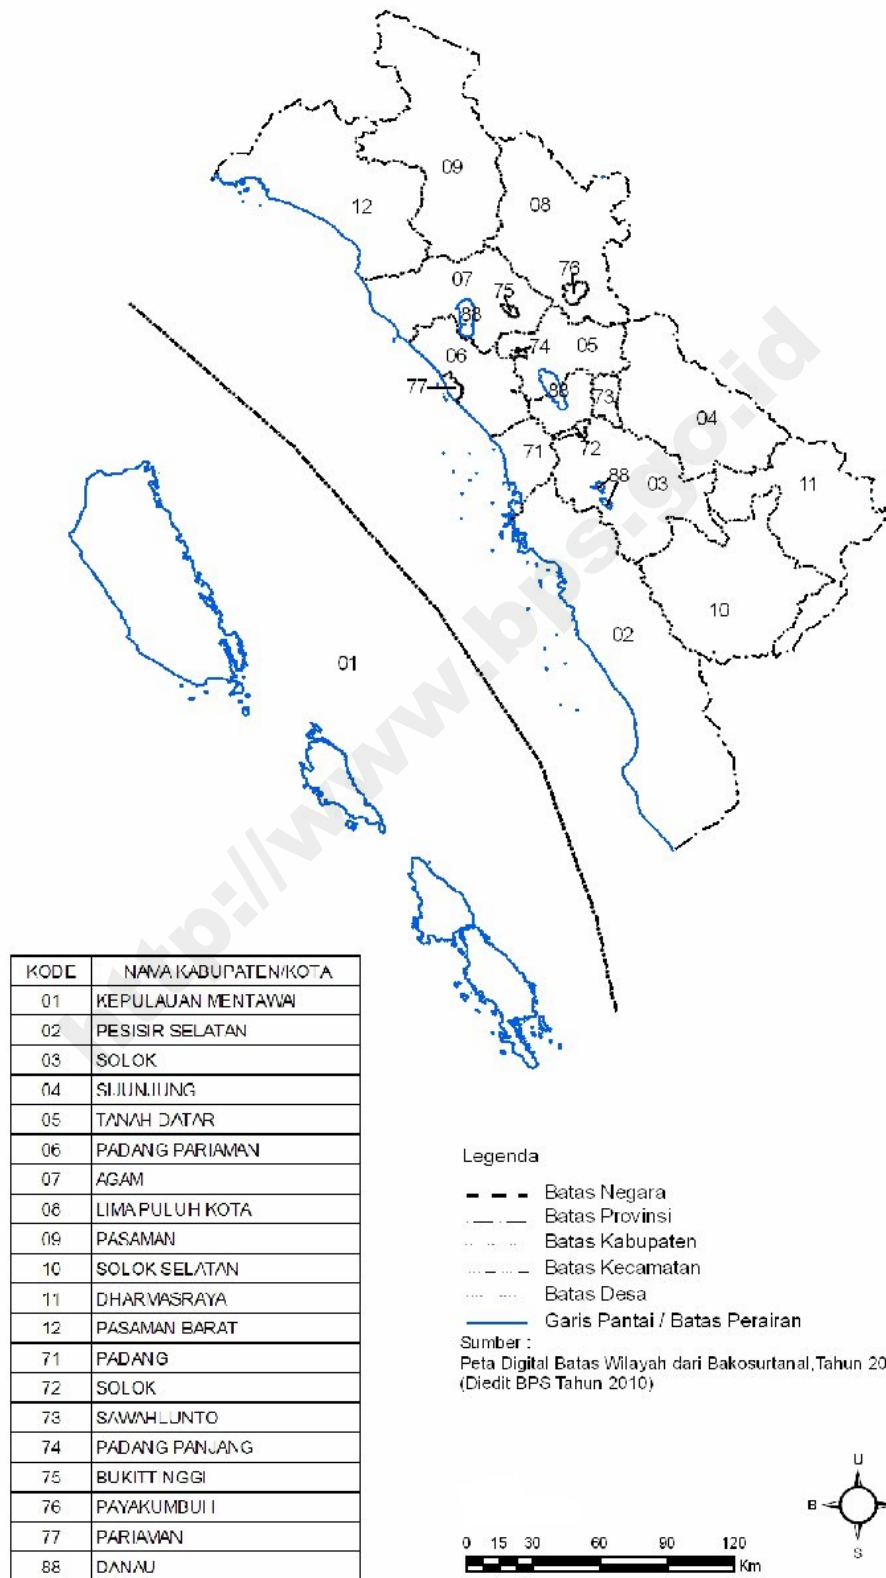 09
08
12
07
76
75
88
06
74
05
77
88
73
04
71
72
88
03
11
10
02
01
http://www.bps.go.id
KODE NAMA KABUPATEN/KOTA
01 KEPULAUAN MENTAWAI
02 PESISIR SELATAN
03 SOLOK
04 SIJUNJUNG
05 TANAH DATAR
06 PADANG PARIAMAN
07 AGAM
08 LIMA PULUH KOTA
09 PASAMAN
10 SOLOK SELATAN
11 DHARMASRAYA
12 PASAMAN BARAT
71 PADANG
72 SOLOK
73 SAWAHLUNTO
74 PADANG PANJANG
75 BUKITTINGGI
76 PAYAKUMBUH
77 PARIAMAN
88 DANAU
Legenda
Batas Negara
Batas Provinsi
Batas Kabupaten
Batas Kecamatan
Batas Desa
Garis Pantai / Batas Perairan
Sumber :
Peta Digital Batas Wilayah dari Bakosurtanal,Tahun 20
(Diedit BPS Tahun 2010)
U
B
S
0 15 30 60 90 120
Km